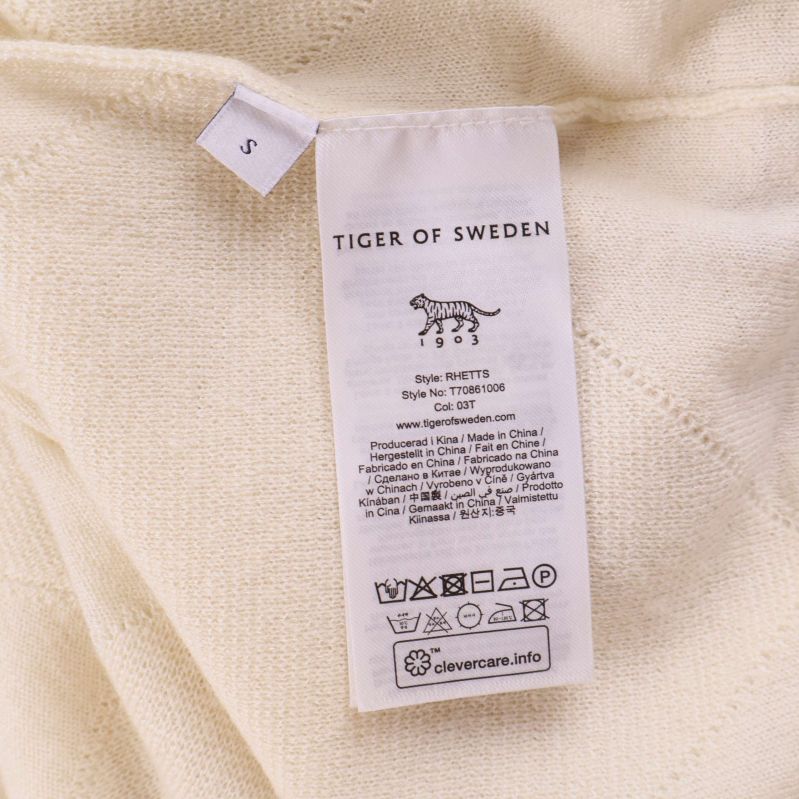 S
TIGER OF SWEDEN
1903
Style: RHETTS
Style No: T70861006
Col: 03T
www.tigerofsweden.com
Producerad i Kina / Made in China /
Hergestellt in China / Fait en Chine /
Fabricado en China / Fabricado na China
/ Сделано в Китае / Wyprodukowano
w Chinach / Vyrobeno v Číně / Gyártva
Kínában / 中国製 / صنع في الصين / Prodotto
in Cina / Gemaakt in China / Valmistettu
Kiinassa / 원산지:중국
P
clevercare.info™